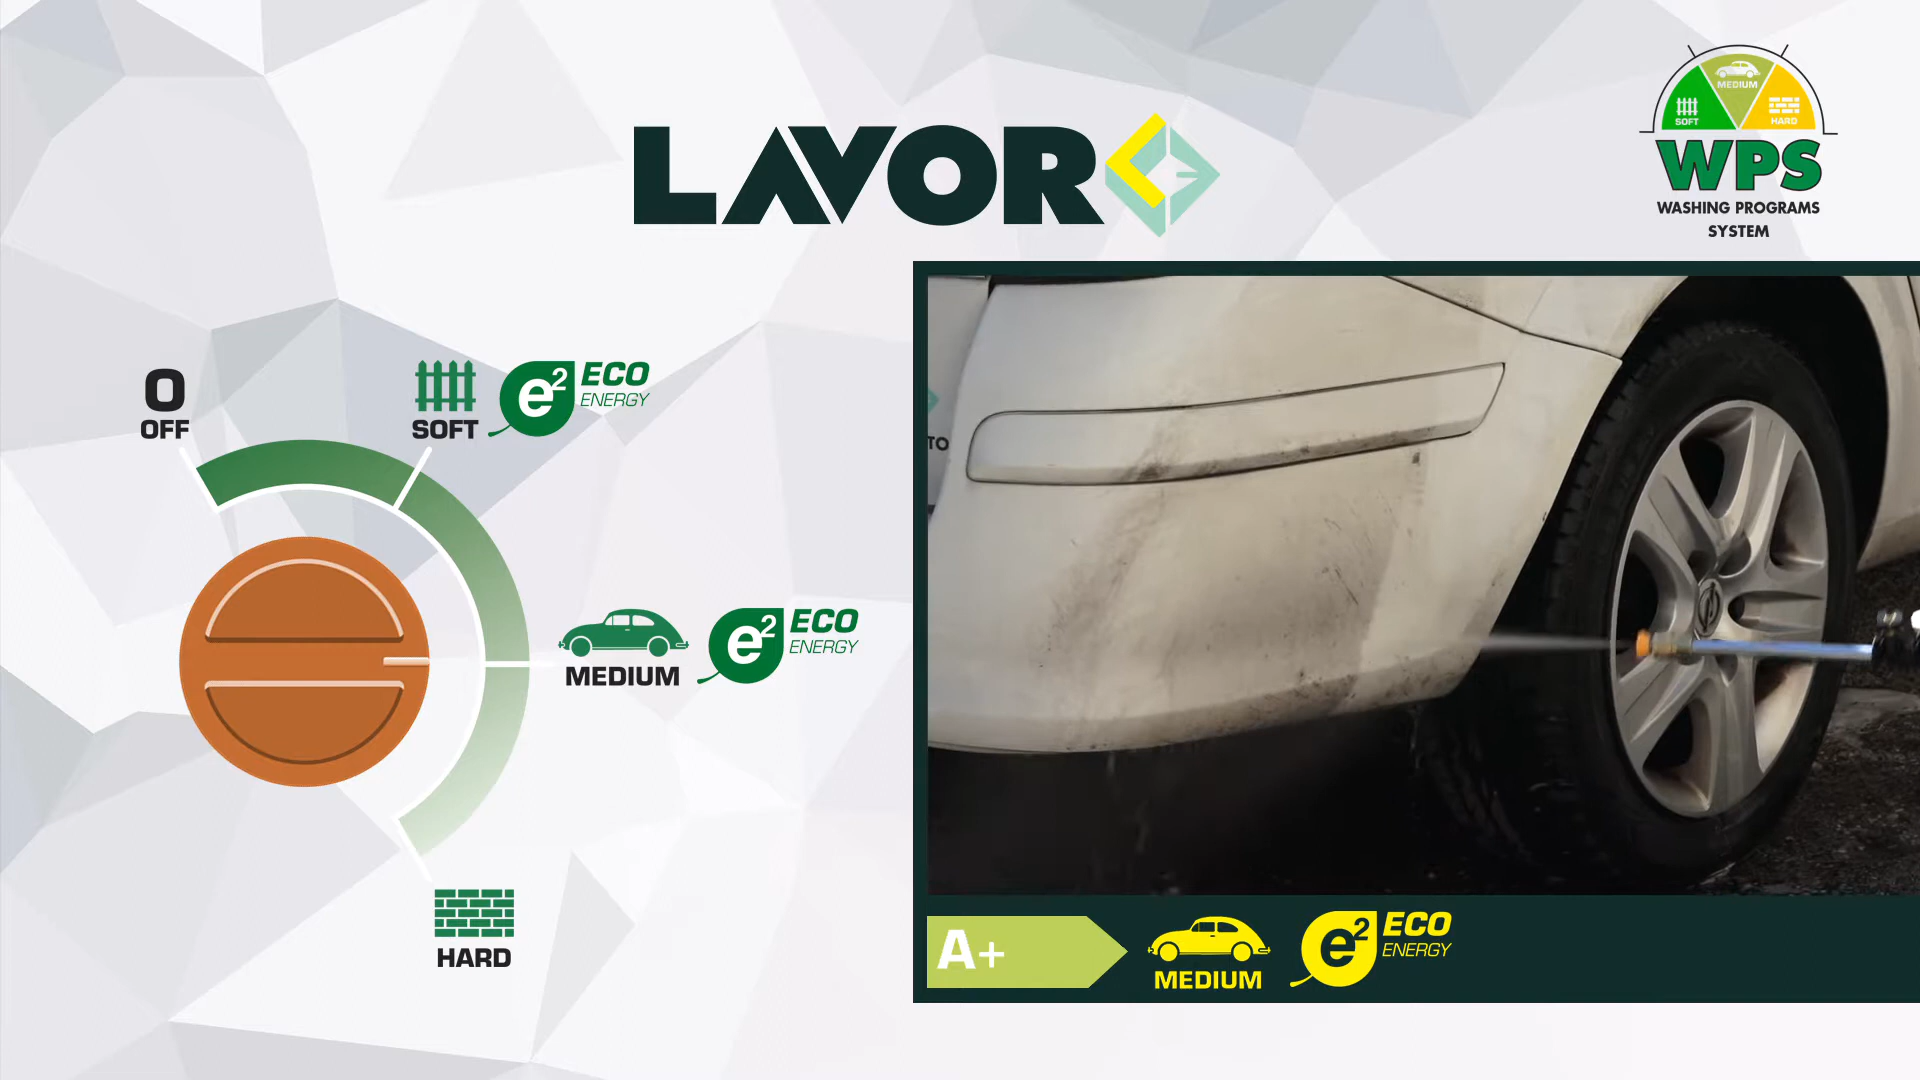 LAVOR
SOFT
MEDIUM
HARD
WPS
WASHING PROGRAMS
SYSTEM
0
OFF
SOFT
e2 ECO
ENERGY
MEDIUM
e2 ECO
ENERGY
HARD
TO
A+
MEDIUM
e2 ECO
ENERGY